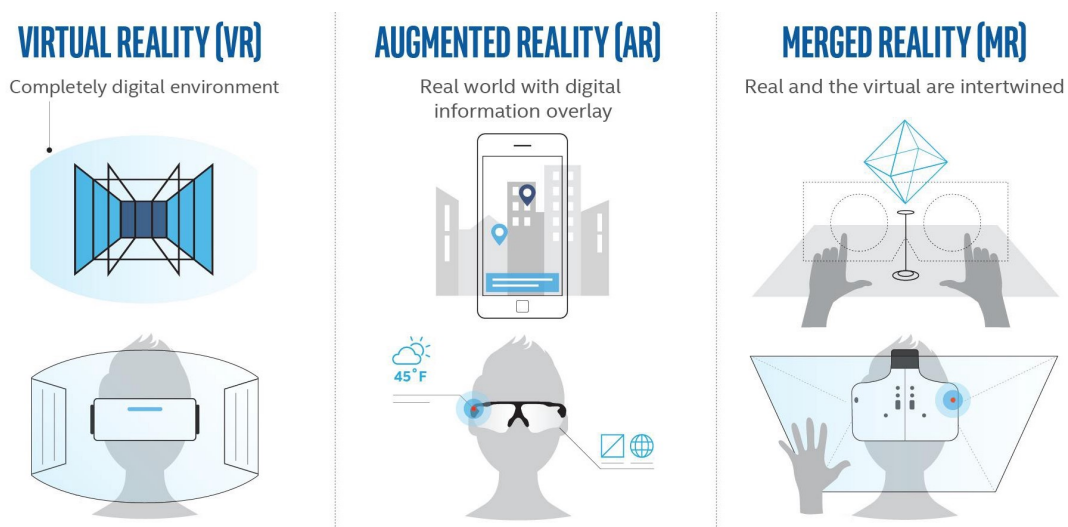 VIRTUAL REALITY (VR)
Completely digital environment
AUGMENTED REALITY (AR)
Real world with digital
information overlay
45°F
MERGED REALITY (MR)
Real and the virtual are intertwined